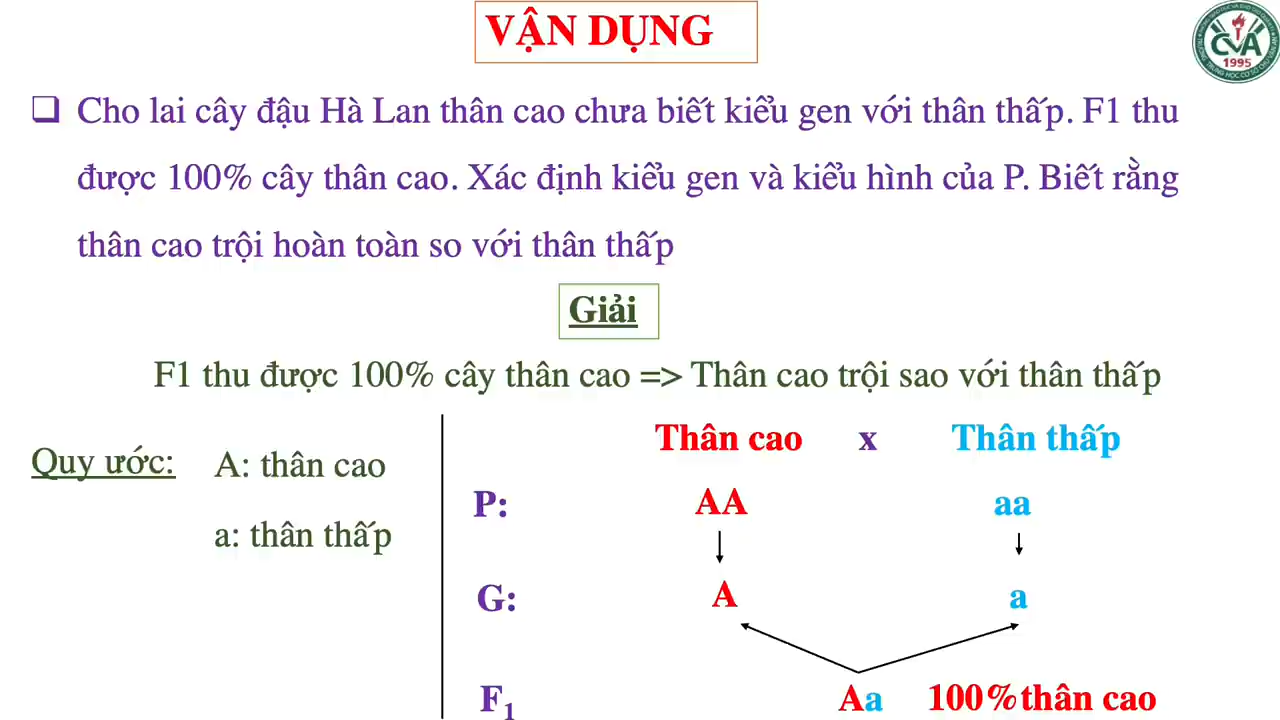 VẬN DỤNG
CVA
1995
❑ Cho lai cây đậu Hà Lan thân cao chưa biết kiểu gen với thân thấp. F1 thu
được 100% cây thân cao. Xác định kiểu gen và kiểu hình của P. Biết rằng
thân cao trội hoàn toàn so với thân thấp
Giải
F1 thu được 100% cây thân cao => Thân cao trội sao với thân thấp
Quy ước: A: thân cao
a: thân thấp
Thân cao x Thân thấp
P: AA aa
G: A a
F1 Aa 100%thân cao